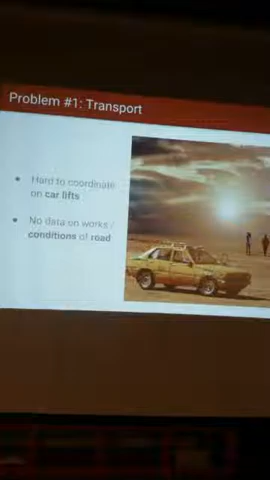 Problem #1: Transport
Hard to coordinate
on car lifts
No data on works /
conditions of road